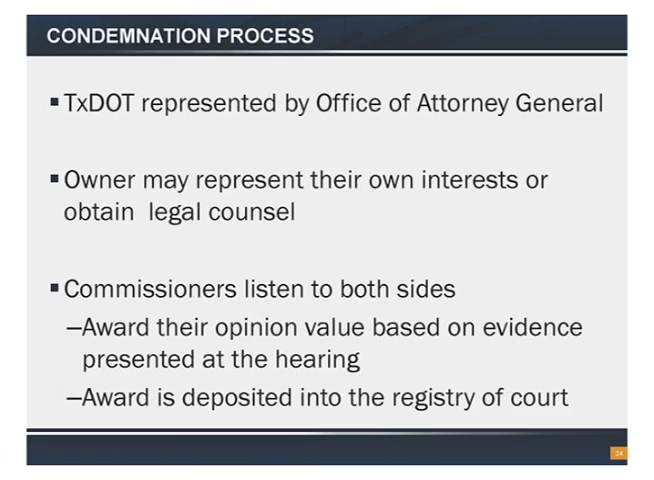 CONDEMNATION PROCESS
▪ TxDOT represented by Office of Attorney General
▪ Owner may represent their own interests or
obtain legal counsel
▪ Commissioners listen to both sides
–Award their opinion value based on evidence
presented at the hearing
–Award is deposited into the registry of court
24